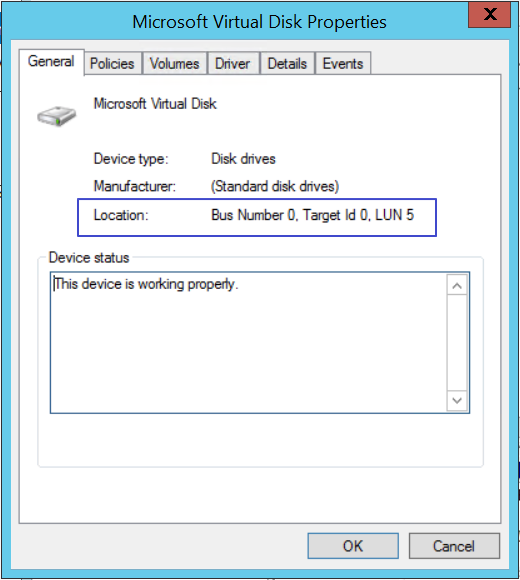 Microsoft Virtual Disk Properties
X
General Policies Volumes Driver Details Events
Microsoft Virtual Disk
Device type: Disk drives
Manufacturer: (Standard disk drives)
Location: Bus Number 0, Target Id 0, LUN 5
Device status
This device is working properly.
OK Cancel